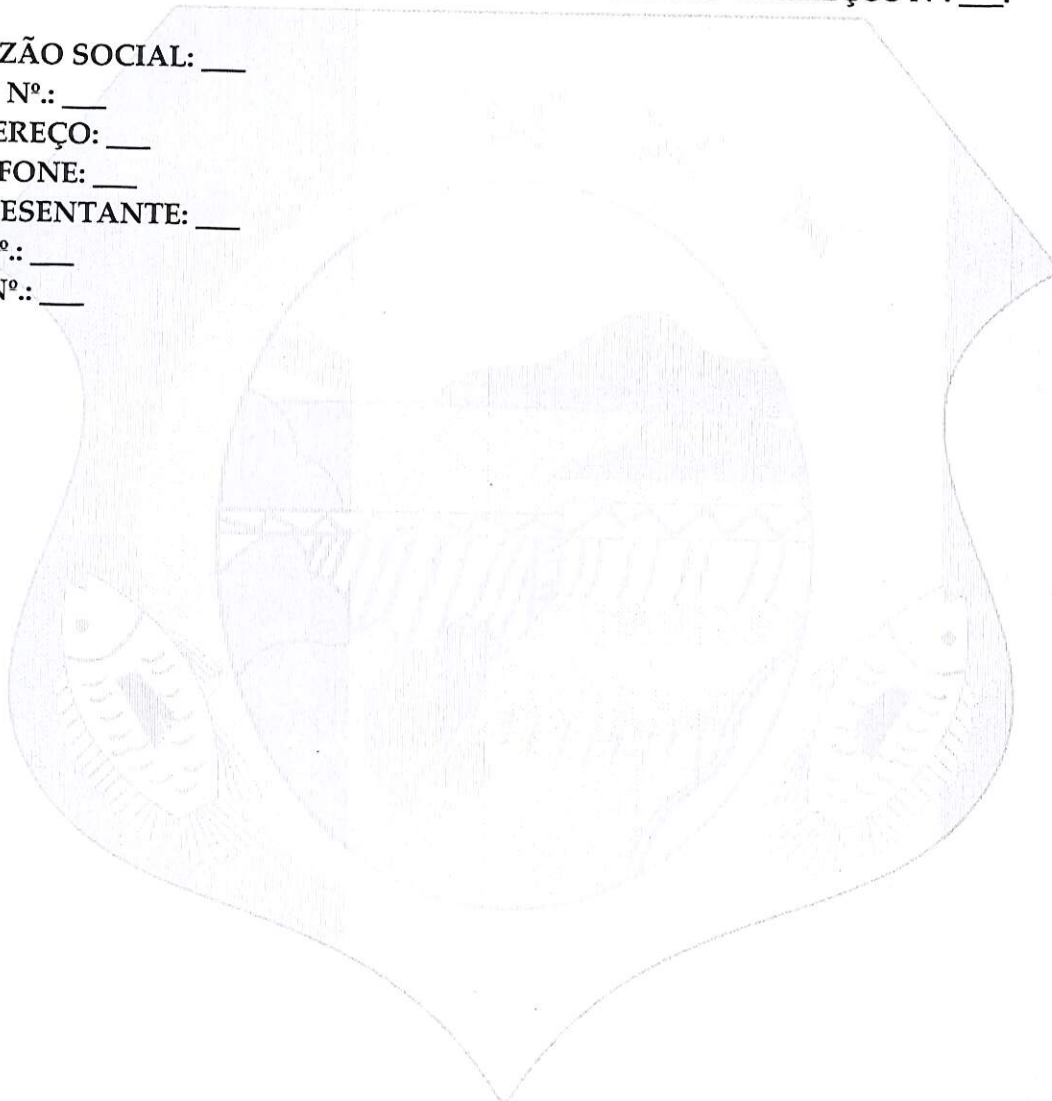 ZÃO SOCIAL: ___
Nº.: ___
EREÇO: ___
FONE: ___
ESENTANTE: ___
º.: ___
Nº.: ___